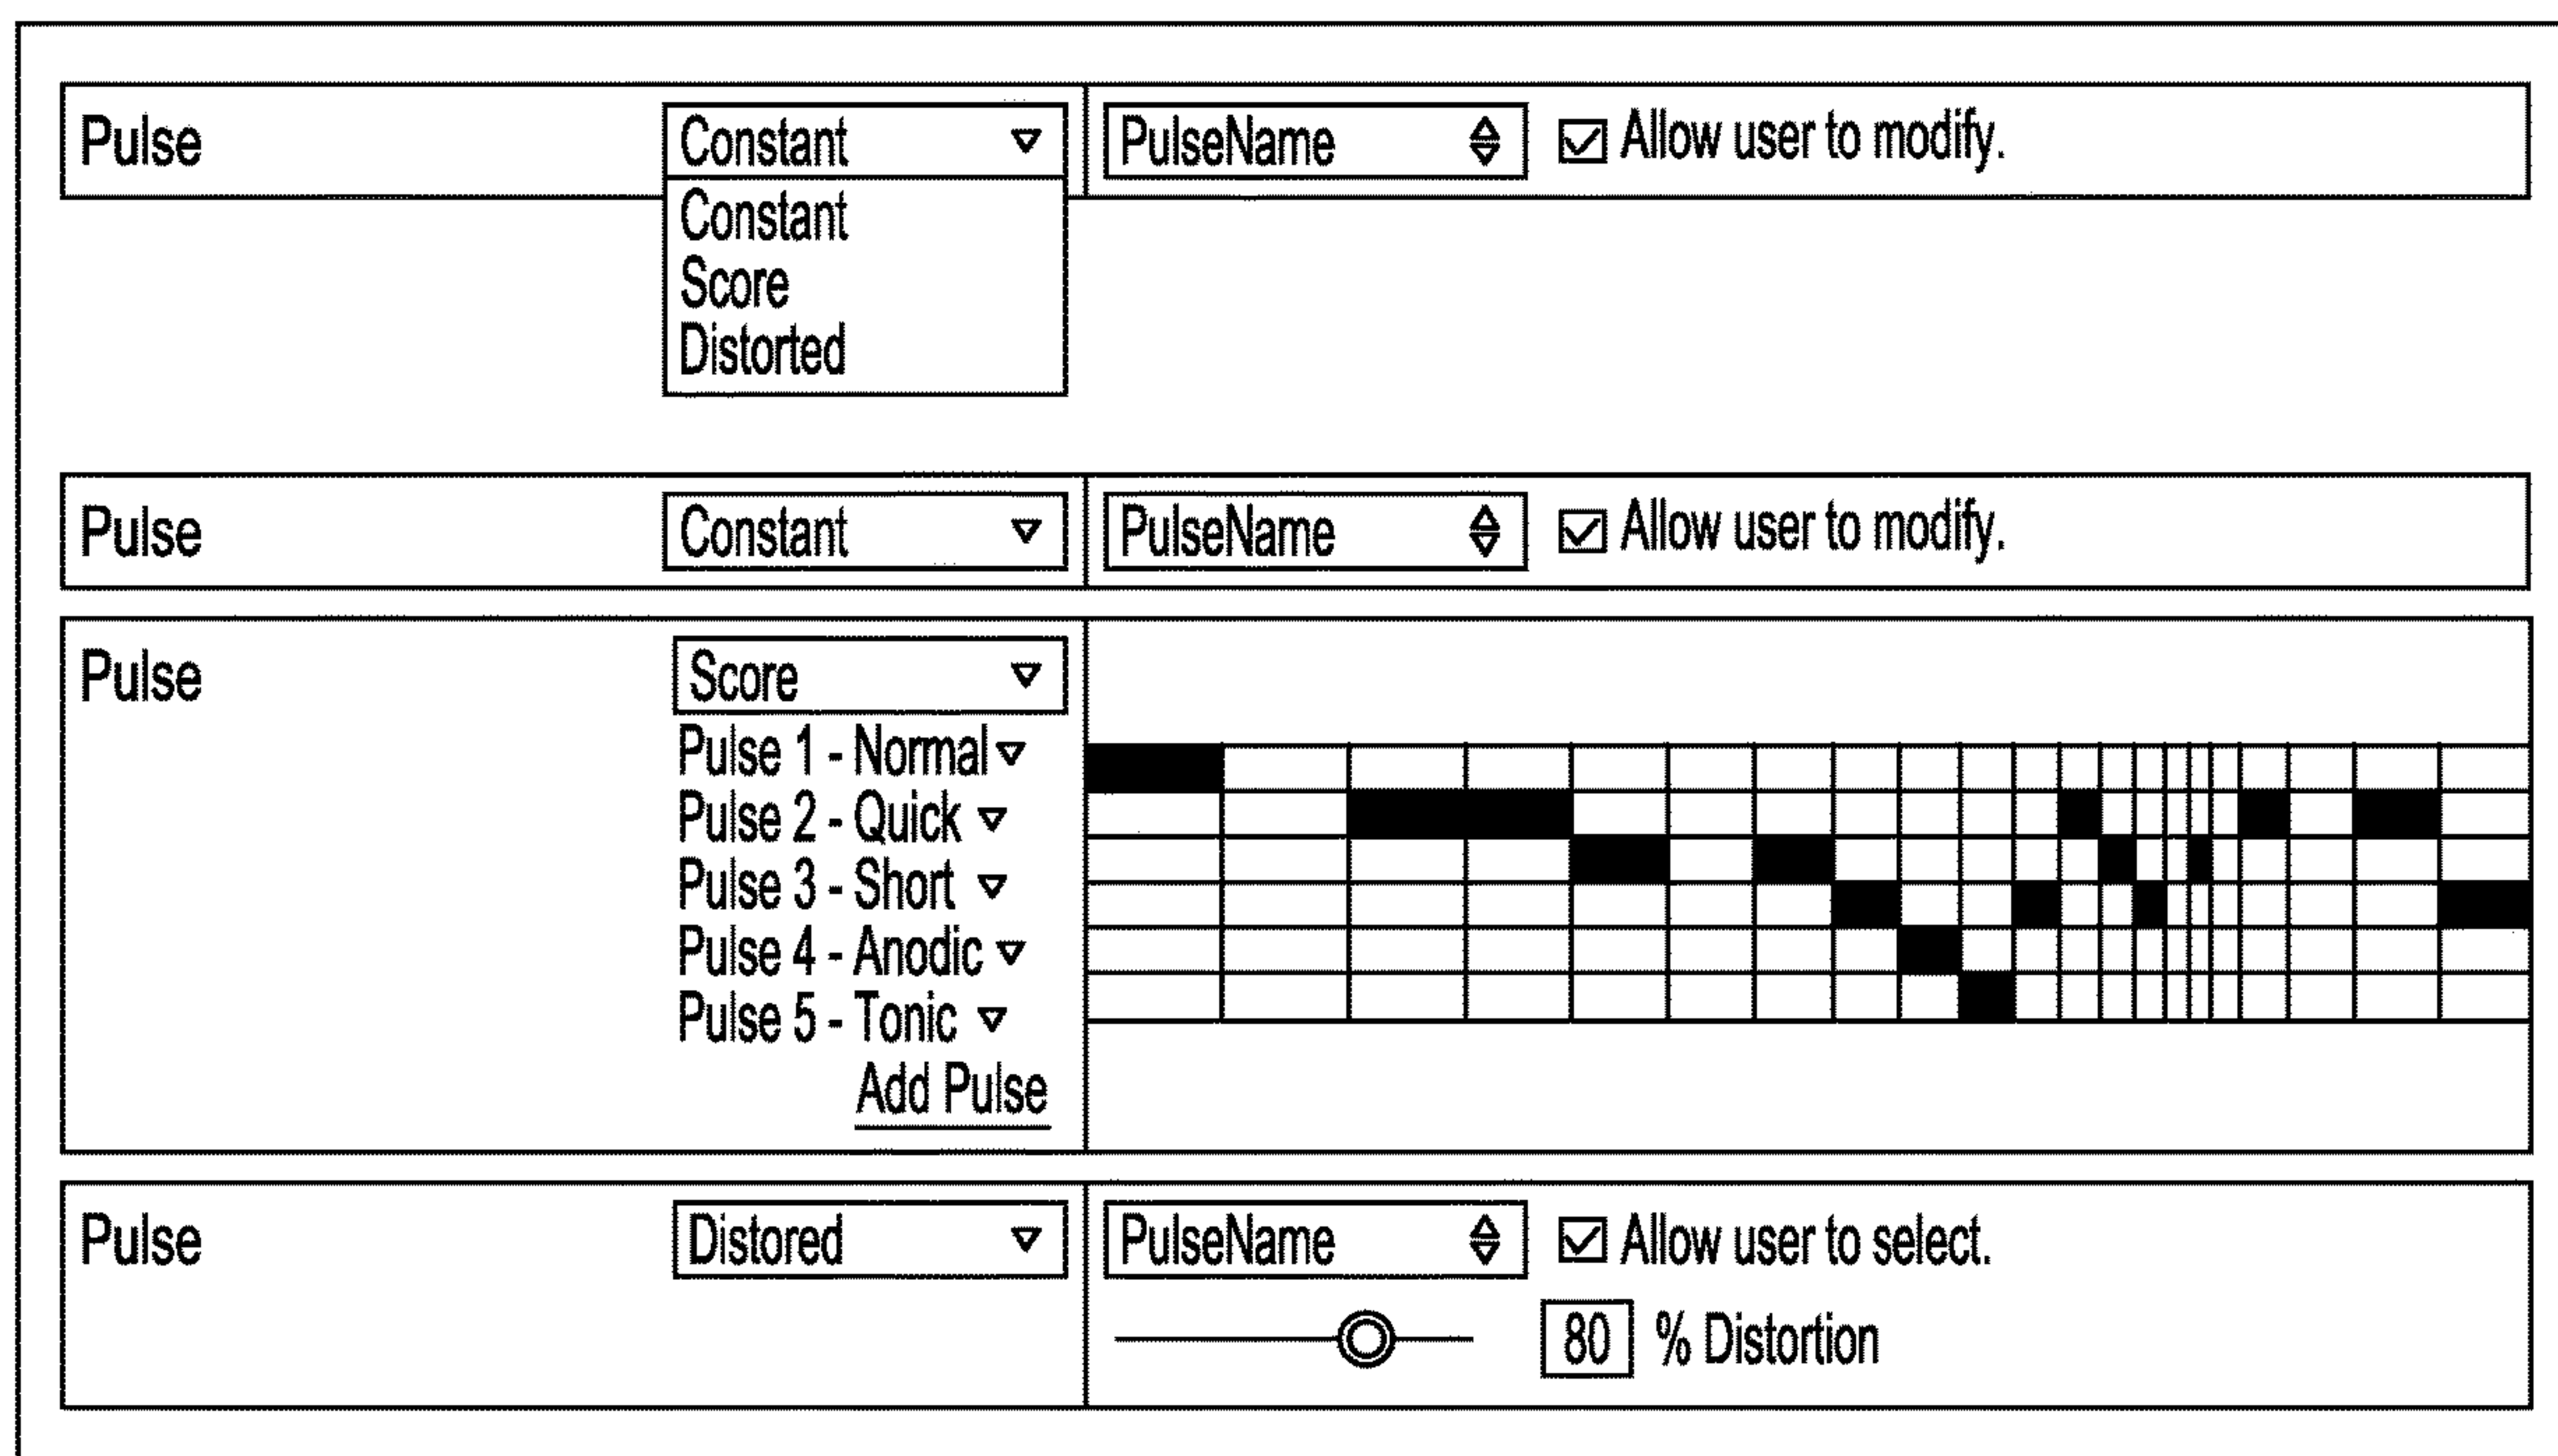 Pulse Constant PulseName Allow user to modify.
Constant
Score
Distorted
Pulse Constant PulseName Allow user to modify.
Pulse Score
Pulse 1 - Normal
Pulse 2 - Quick
Pulse 3 - Short
Pulse 4 - Anodic
Pulse 5 - Tonic
Add Pulse
Pulse Distored PulseName Allow user to select.
80 % Distortion